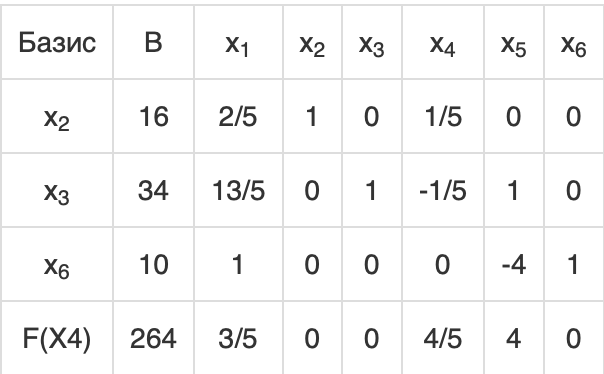 Базис B x₁ x₂ x₃ x₄ x₅ x₆
x₂ 16 2/5 1 0 1/5 0 0
x₃ 34 13/5 0 1 -1/5 1 0
x₆ 10 1 0 0 0 -4 1
F(X4) 264 3/5 0 0 4/5 4 0